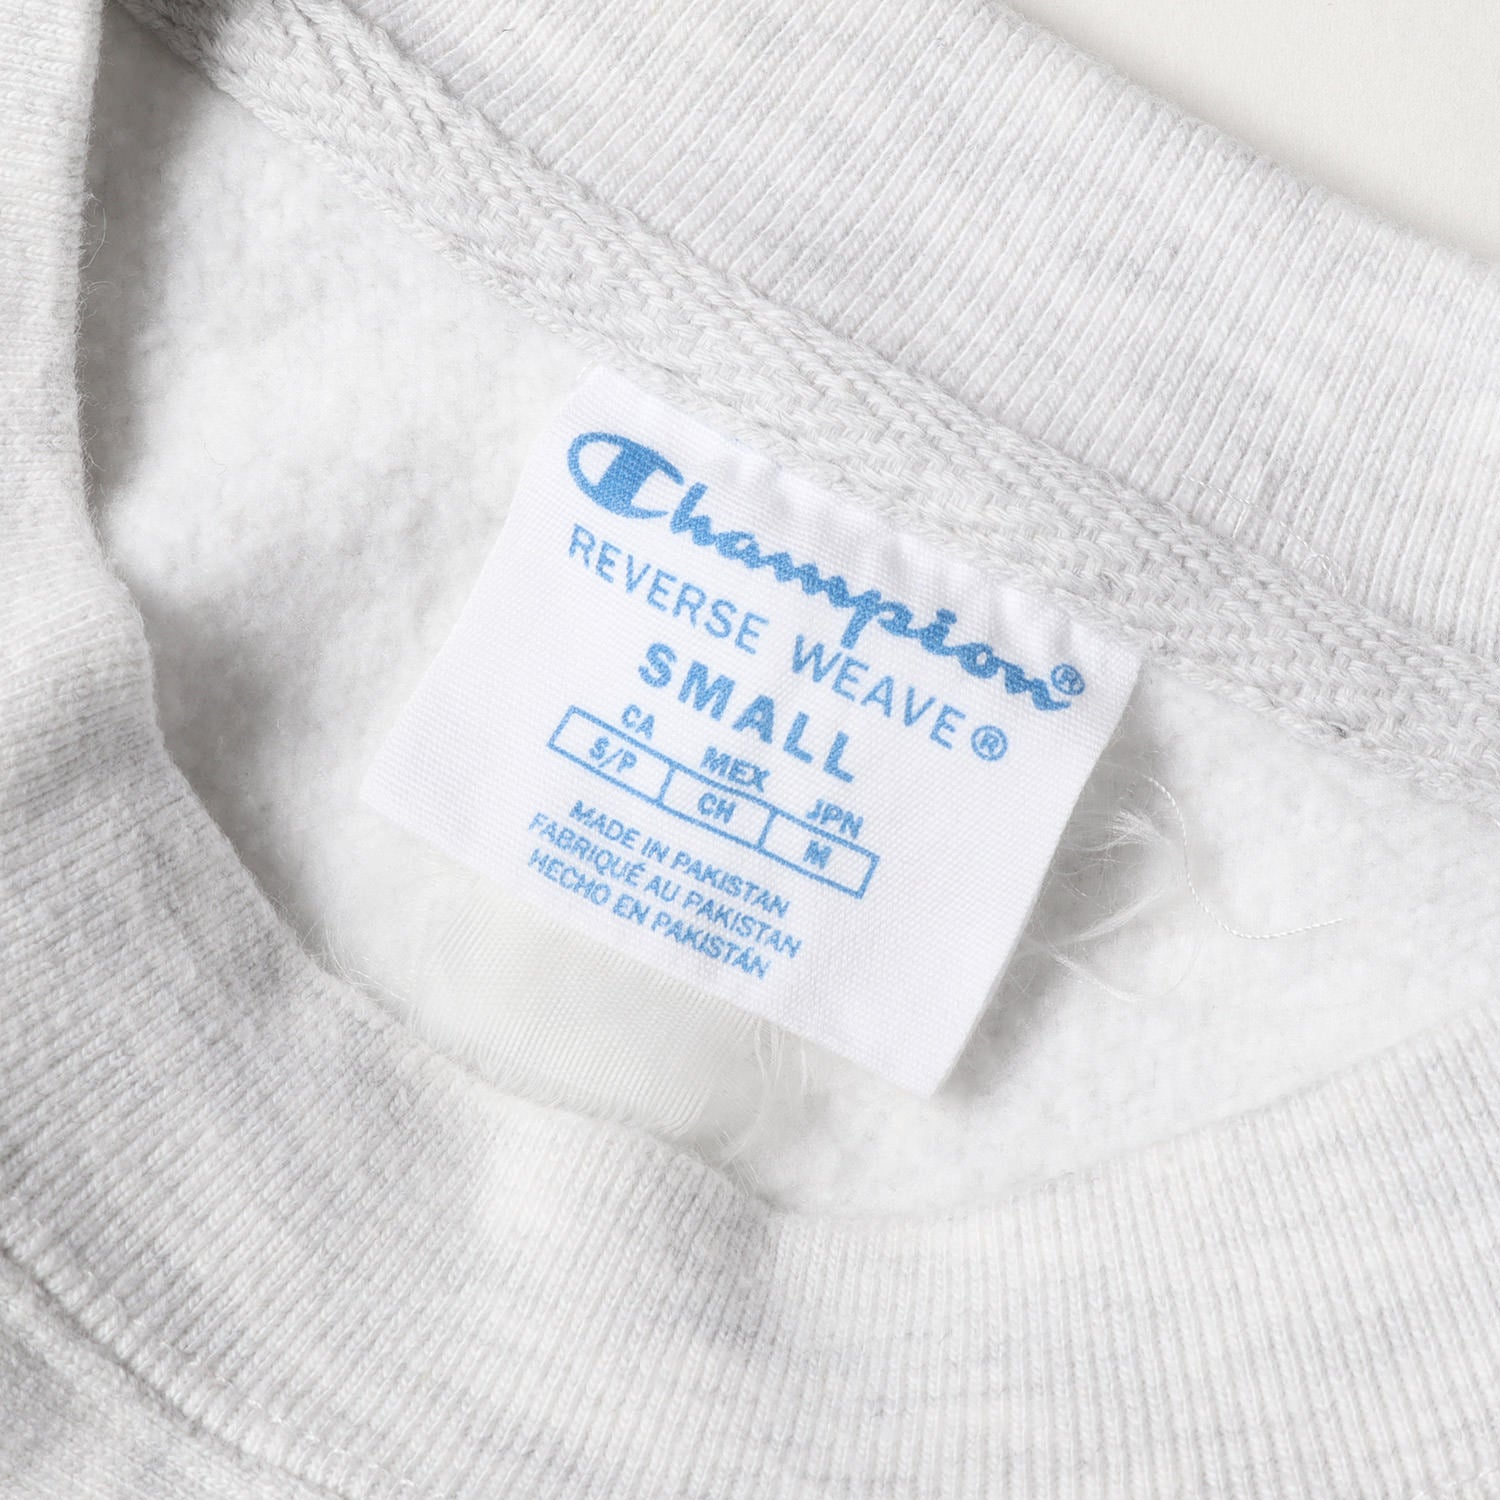 Champion®
REVERSE WEAVE®
SMALL
CA MEX JPN
S/P CH M
MADE IN PAKISTAN
FABRIQUÉ AU PAKISTAN
HECHO EN PAKISTÁN